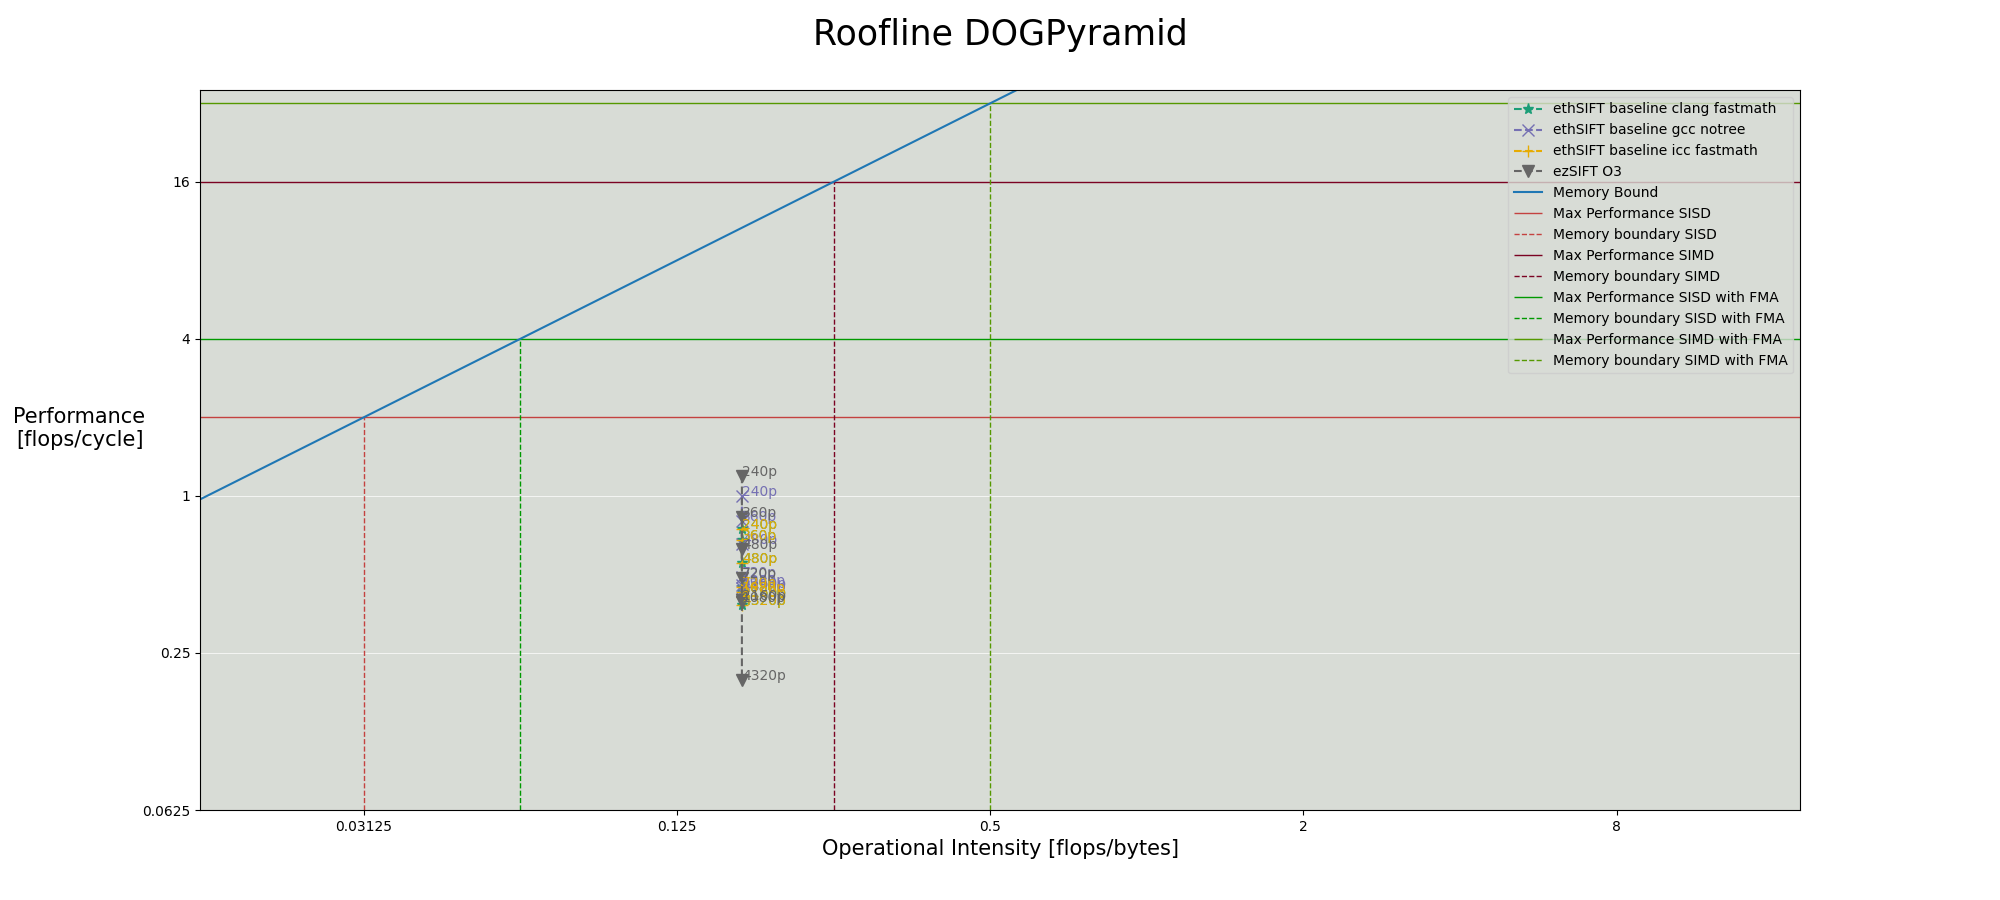 Roofline DOGPyramid
ethSIFT baseline clang fastmath
ethSIFT baseline gcc notree
ethSIFT baseline icc fastmath
ezSIFT O3
Memory Bound
Max Performance SISD
Memory boundary SISD
Max Performance SIMD
Memory boundary SIMD
Max Performance SISD with FMA
Memory boundary SISD with FMA
Max Performance SIMD with FMA
Memory boundary SIMD with FMA
16
4
1
0.25
0.0625
Performance
[flops/cycle]
240p
240p
360p
240p
480p
480p
720p
4320p
0.03125
0.125
0.5
2
8
Operational Intensity [flops/bytes]